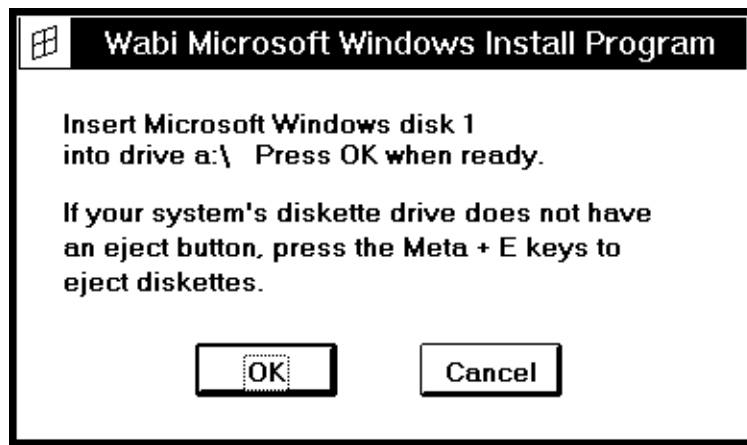 Wabi Microsoft Windows Install Program
Insert Microsoft Windows disk 1
into drive a:\ Press OK when ready.
If your system's diskette drive does not have
an eject button, press the Meta + E keys to
eject diskettes.
OK Cancel